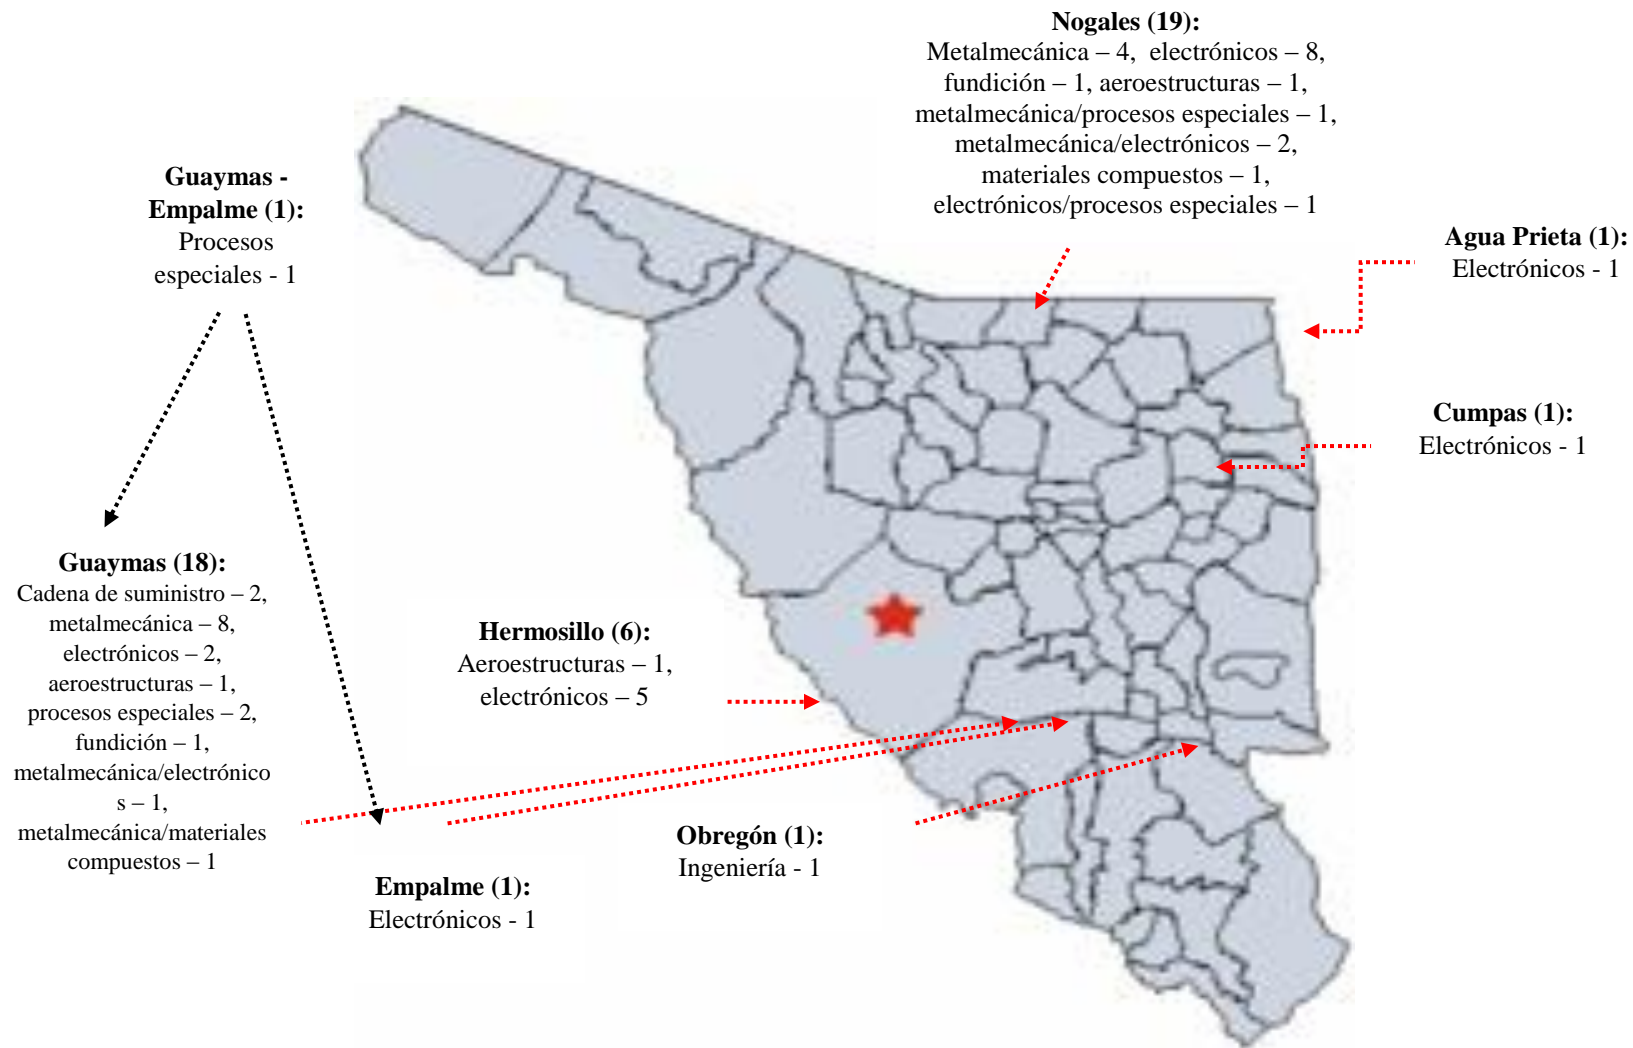 Nogales (19):
Metalmecánica – 4, electrónicos – 8,
fundición – 1, aeroestructuras – 1,
metalmecánica/procesos especiales – 1,
metalmecánica/electrónicos – 2,
materiales compuestos – 1,
electrónicos/procesos especiales – 1
Guaymas -
Empalme (1):
Procesos
especiales - 1
Agua Prieta (1):
Electrónicos - 1
Cumpas (1):
Electrónicos - 1
Guaymas (18):
Cadena de suministro – 2,
metalmecánica – 8,
electrónicos – 2,
aeroestructuras – 1,
procesos especiales – 2,
fundición – 1,
metalmecánica/electrónico
s – 1,
metalmecánica/materiales
compuestos – 1
Hermosillo (6):
Aeroestructuras – 1,
electrónicos – 5
Obregón (1):
Ingeniería - 1
Empalme (1):
Electrónicos - 1